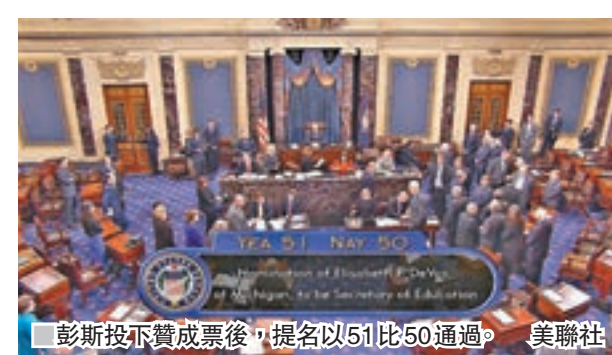 YEA 51 NAY 50
Nomination of Elisabeth P. DeVos,
of Michigan, to be Secretary of Education
彭斯投下贊成票後，提名以51比50通過。 美聯社